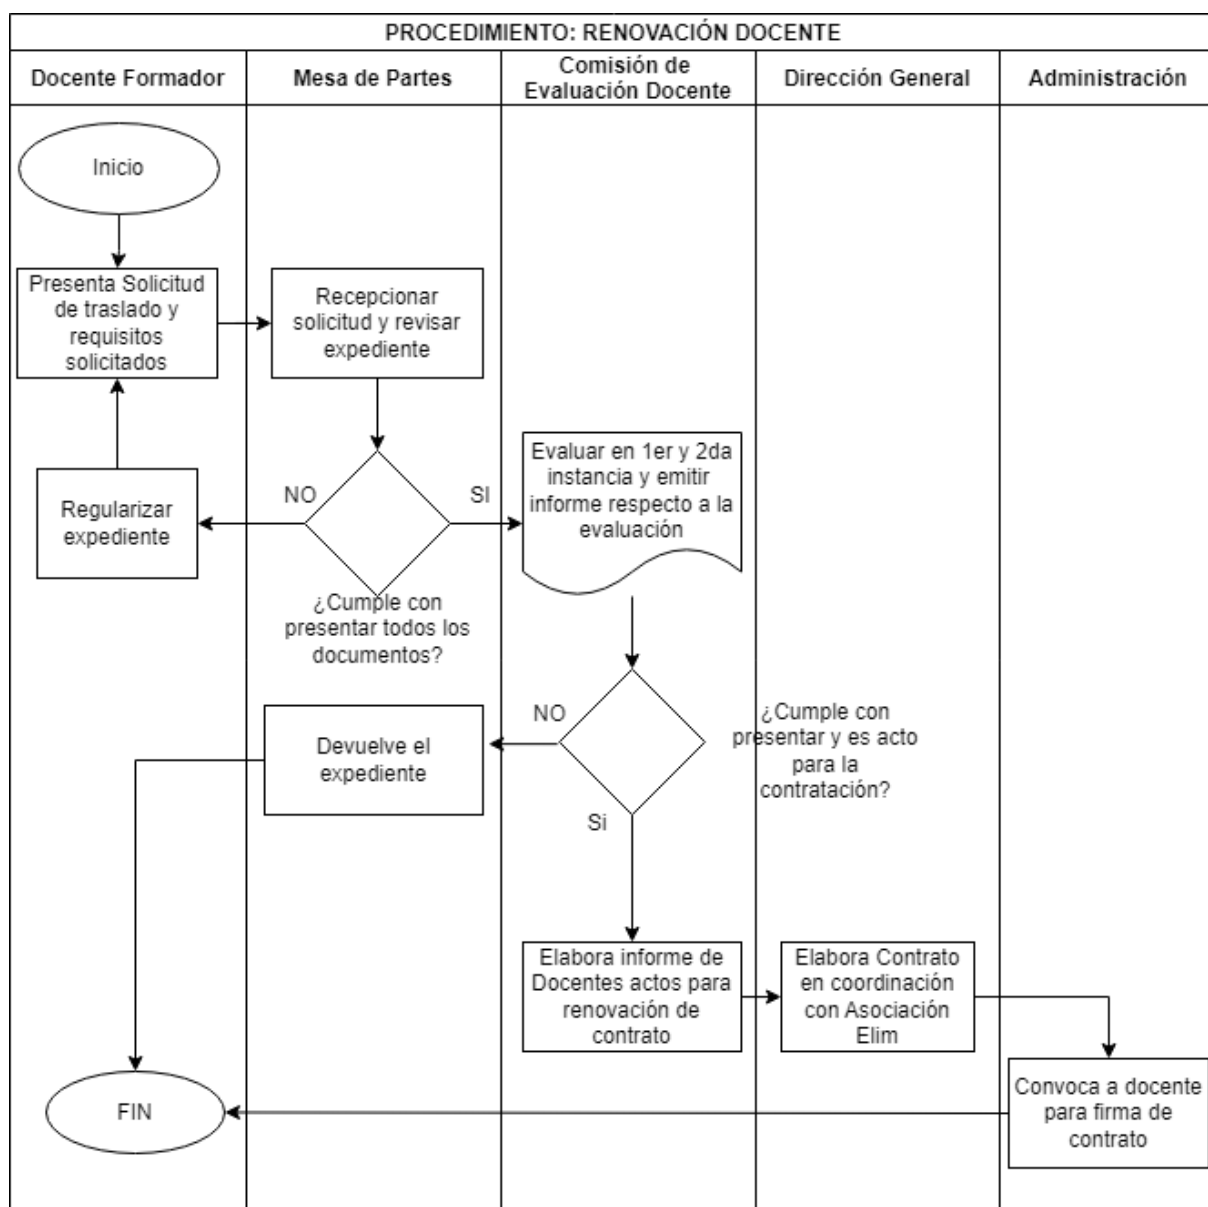 PROCEDIMIENTO: RENOVACIÓN DOCENTE
Docente Formador
Mesa de Partes
Comisión de
Evaluación Docente
Dirección General
Administración
Inicio
Presenta Solicitud
de traslado y
requisitos
solicitados
Recepcionar
solicitud y revisar
expediente
Regularizar
expediente
NO
SI
¿Cumple con
presentar todos los
documentos?
Evaluar en 1er y 2da
instancia y emitir
informe respecto a la
evaluación
Devuelve el
expediente
NO
¿Cumple con
presentar y es acto
para la
contratación?
Si
Elabora informe de
Docentes actos para
renovación de
contrato
Elabora Contrato
en coordinación
con Asociación
Elim
Convoca a docente
para firma de
contrato
FIN